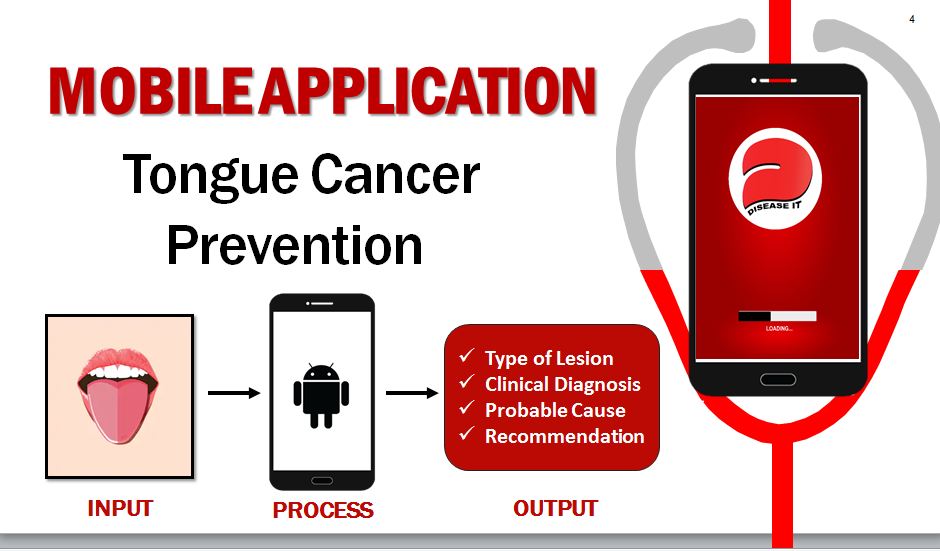 4
MOBILE APPLICATION
Tongue Cancer
Prevention
DISEASE IT
LOADING...
Type of Lesion
Clinical Diagnosis
Probable Cause
Recommendation
INPUT
PROCESS
OUTPUT